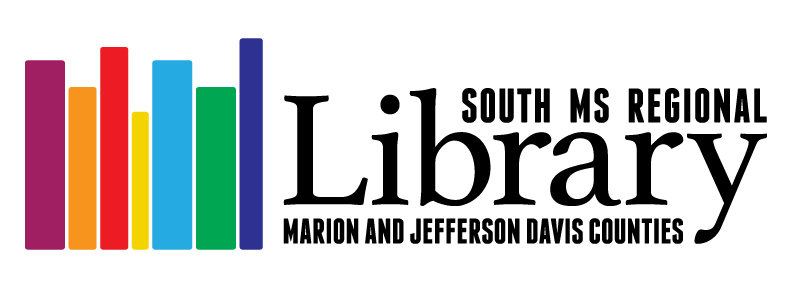 SOUTH MS REGIONAL
Library
MARION AND JEFFERSON DAVIS COUNTIES